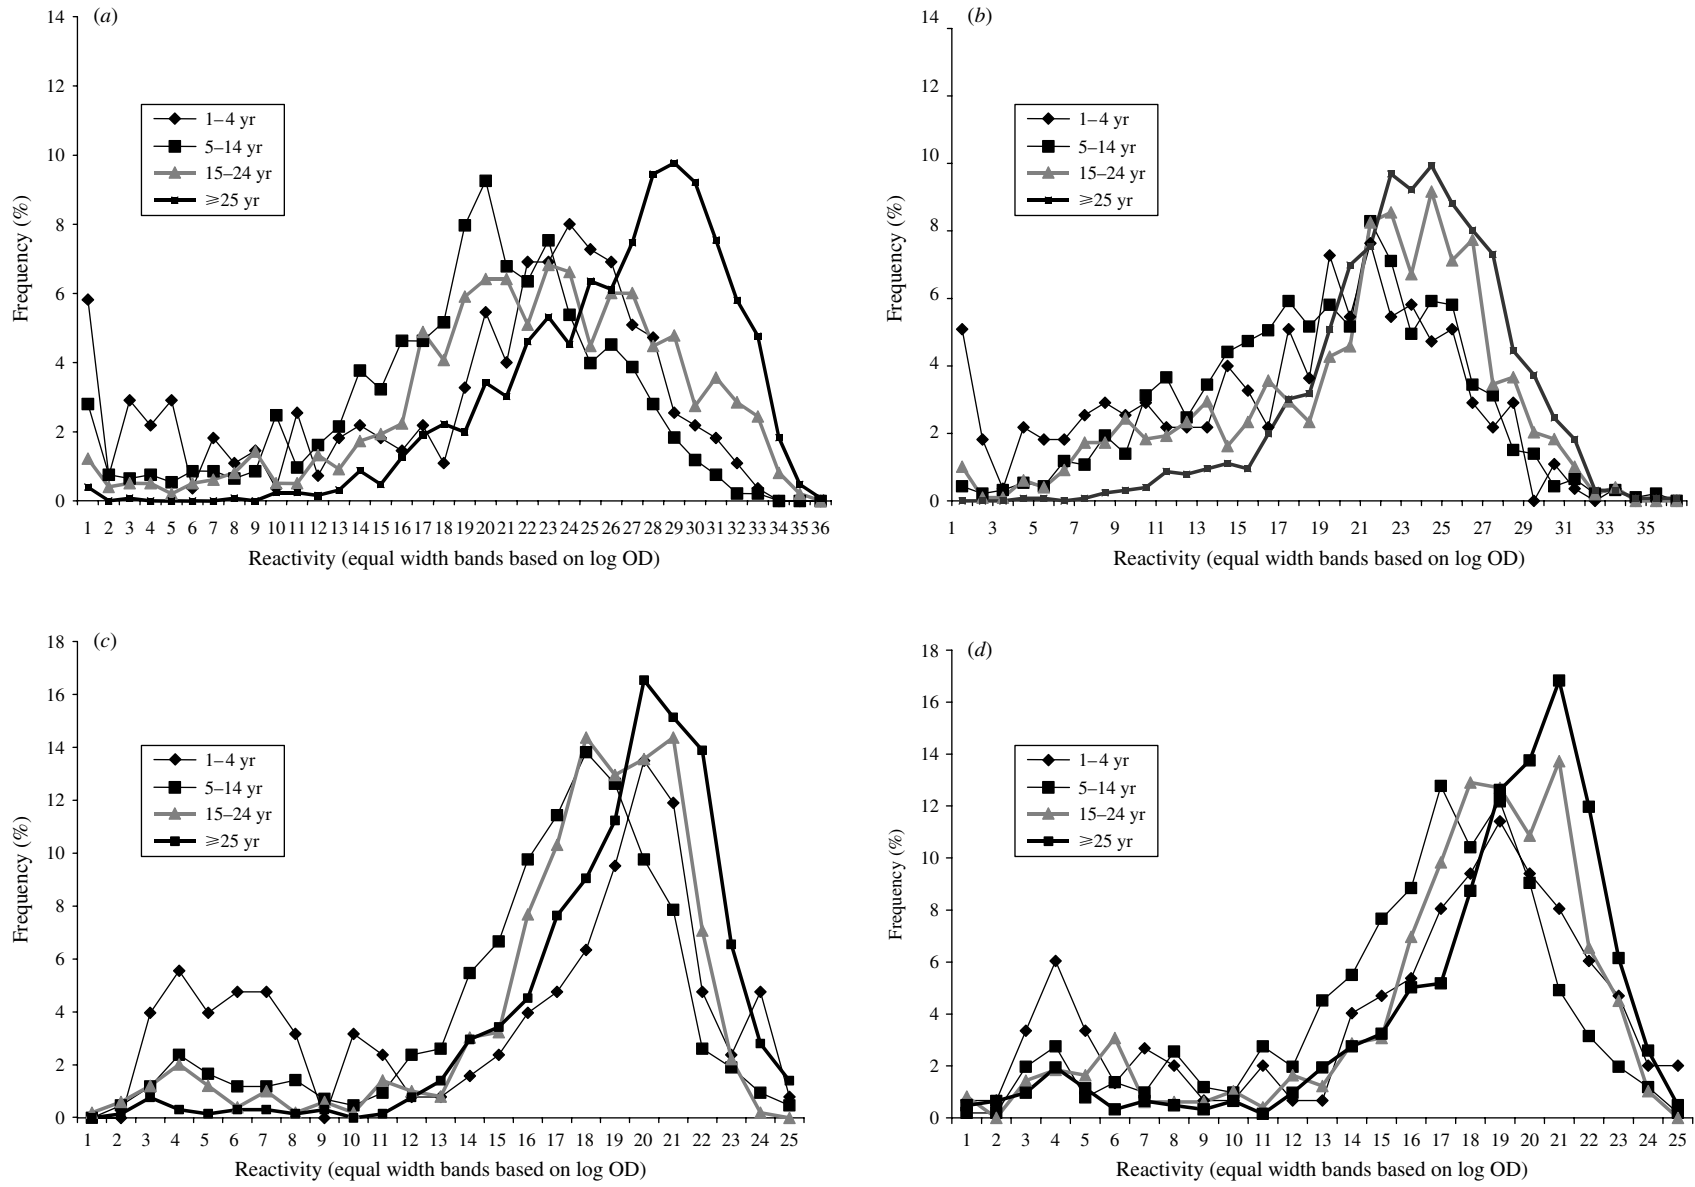 (a)
14
12
10
8
6
4
2
0
Frequency (%)
1–4 yr
5–14 yr
15–24 yr
≥25 yr
1 2 3 4 5 6 7 8 9 10 11 12 13 14 15 16 17 18 19 20 21 22 23 24 25 26 27 28 29 30 31 32 33 34 35 36
Reactivity (equal width bands based on log OD)
(b)
14
12
10
8
6
4
2
0
Frequency (%)
1–4 yr
5–14 yr
15–24 yr
≥25 yr
1 3 5 7 9 11 13 15 17 19 21 23 25 27 29 31 33 35
Reactivity (equal width bands based on log OD)
(c)
18
16
14
12
10
8
6
4
2
0
Frequency (%)
1–4 yr
5–14 yr
15–24 yr
≥25 yr
1 2 3 4 5 6 7 8 9 10 11 12 13 14 15 16 17 18 19 20 21 22 23 24 25
Reactivity (equal width bands based on log OD)
(d)
18
16
14
12
10
8
6
4
2
0
Frequency (%)
1–4 yr
5–14 yr
15–24 yr
≥25 yr
1 2 3 4 5 6 7 8 9 10 11 12 13 14 15 16 17 18 19 20 21 22 23 24 25
Reactivity (equal width bands based on log OD)